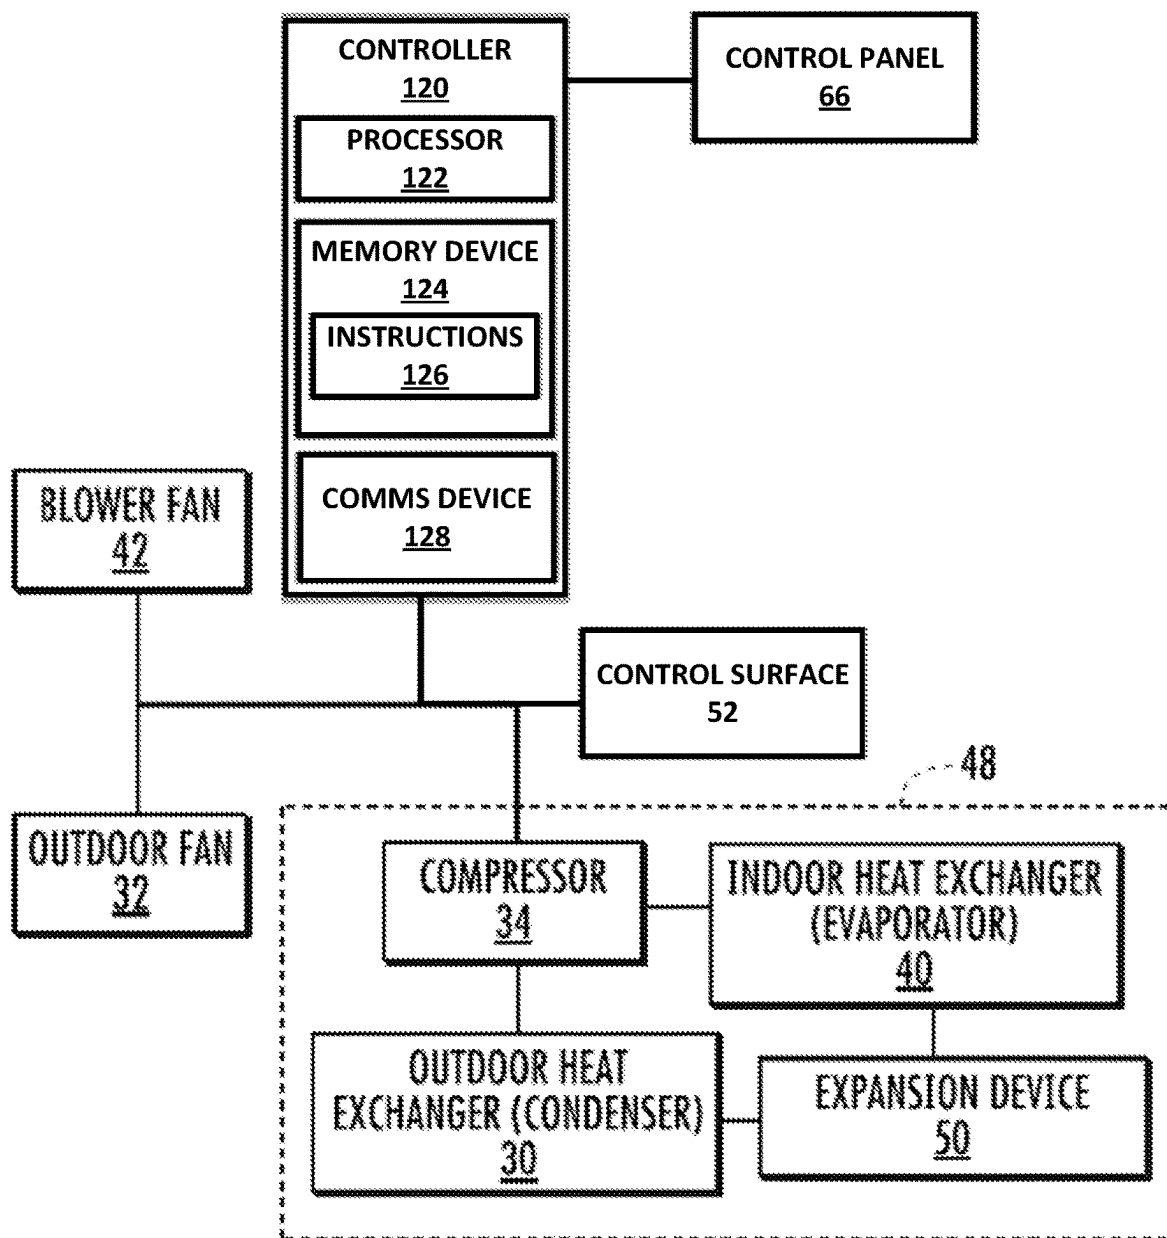 CONTROLLER
120
PROCESSOR
122
MEMORY DEVICE
124
INSTRUCTIONS
126
COMMS DEVICE
128
CONTROL PANEL
66
BLOWER FAN
42
CONTROL SURFACE
52
OUTDOOR FAN
32
48
COMPRESSOR
34
INDOOR HEAT EXCHANGER
(EVAPORATOR)
40
OUTDOOR HEAT
EXCHANGER (CONDENSER)
30
EXPANSION DEVICE
50